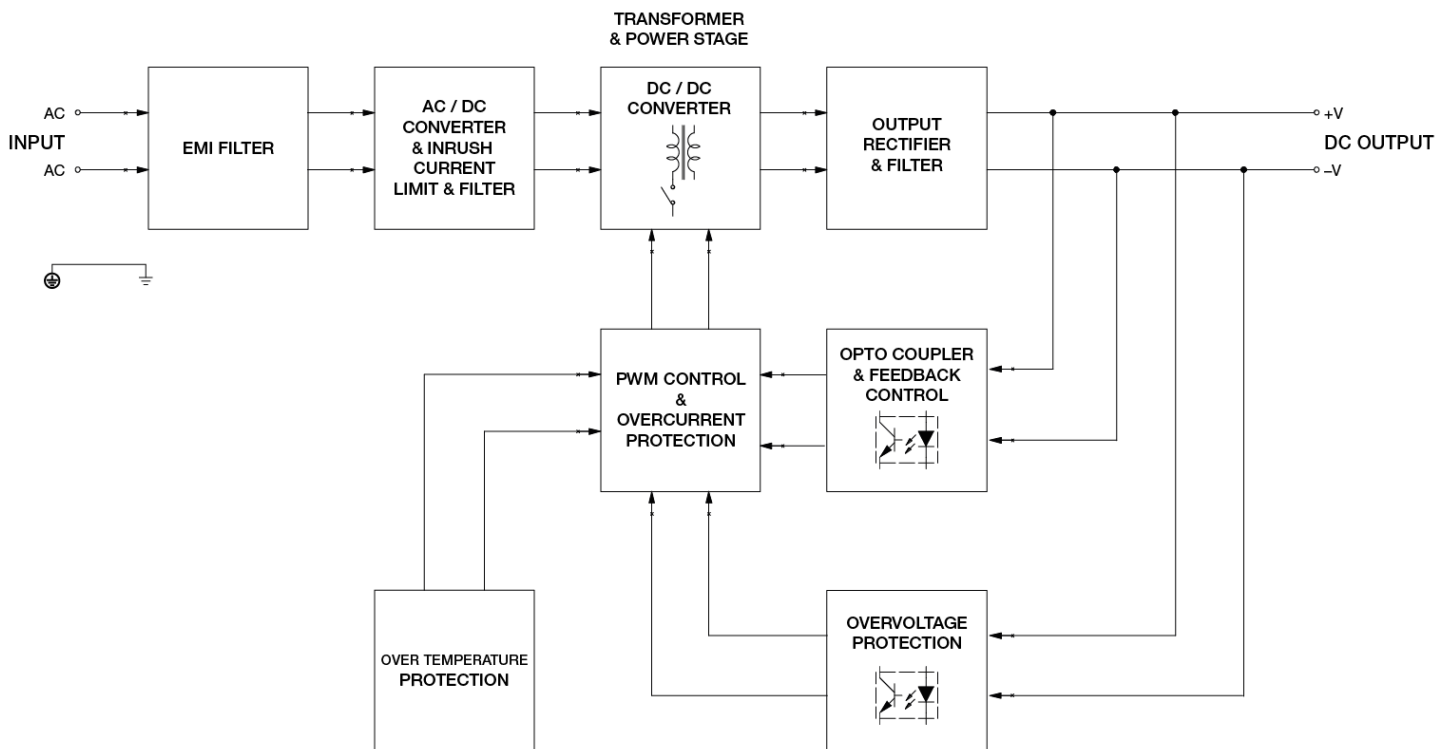 TRANSFORMER
& POWER STAGE
AC
INPUT
AC
EMI FILTER
AC / DC
CONVERTER
& INRUSH
CURRENT
LIMIT & FILTER
DC / DC
CONVERTER
OUTPUT
RECTIFIER
& FILTER
+V
DC OUTPUT
–V
PWM CONTROL
&
OVERCURRENT
PROTECTION
OPTO COUPLER
& FEEDBACK
CONTROL
OVER TEMPERATURE
PROTECTION
OVERVOLTAGE
PROTECTION